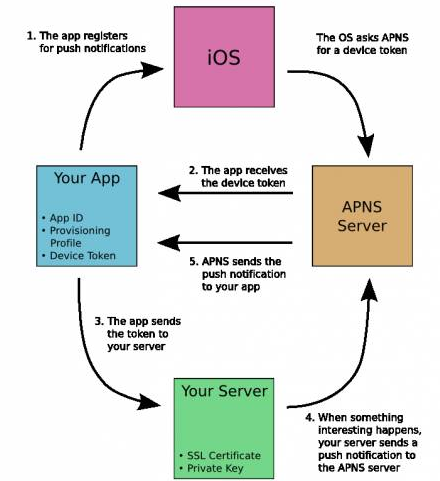 1. The app registers
for push notifications
iOS
The OS asks APNS
for a device token
Your App
• App ID
• Provisioning
Profile
• Device Token
2. The app receives
the device token
APNS
Server
5. APNS sends the
push notification
to your app
3. The app sends
the token to
your server
Your Server
• SSL Certificate
• Private Key
4. When something
interesting happens,
your server sends a
push notification to
the APNS server